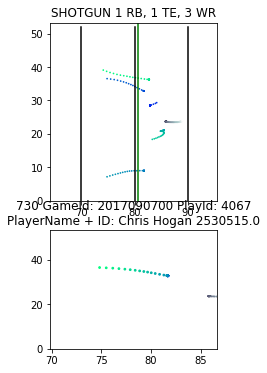 SHOTGUN 1 RB, 1 TE, 3 WR
50
40
30
20
10
0
70 80 90
730 GameId: 2017090700 PlayId: 4067
PlayerName + ID: Chris Hogan 2530515.0
40
20
0
70 75 80 85